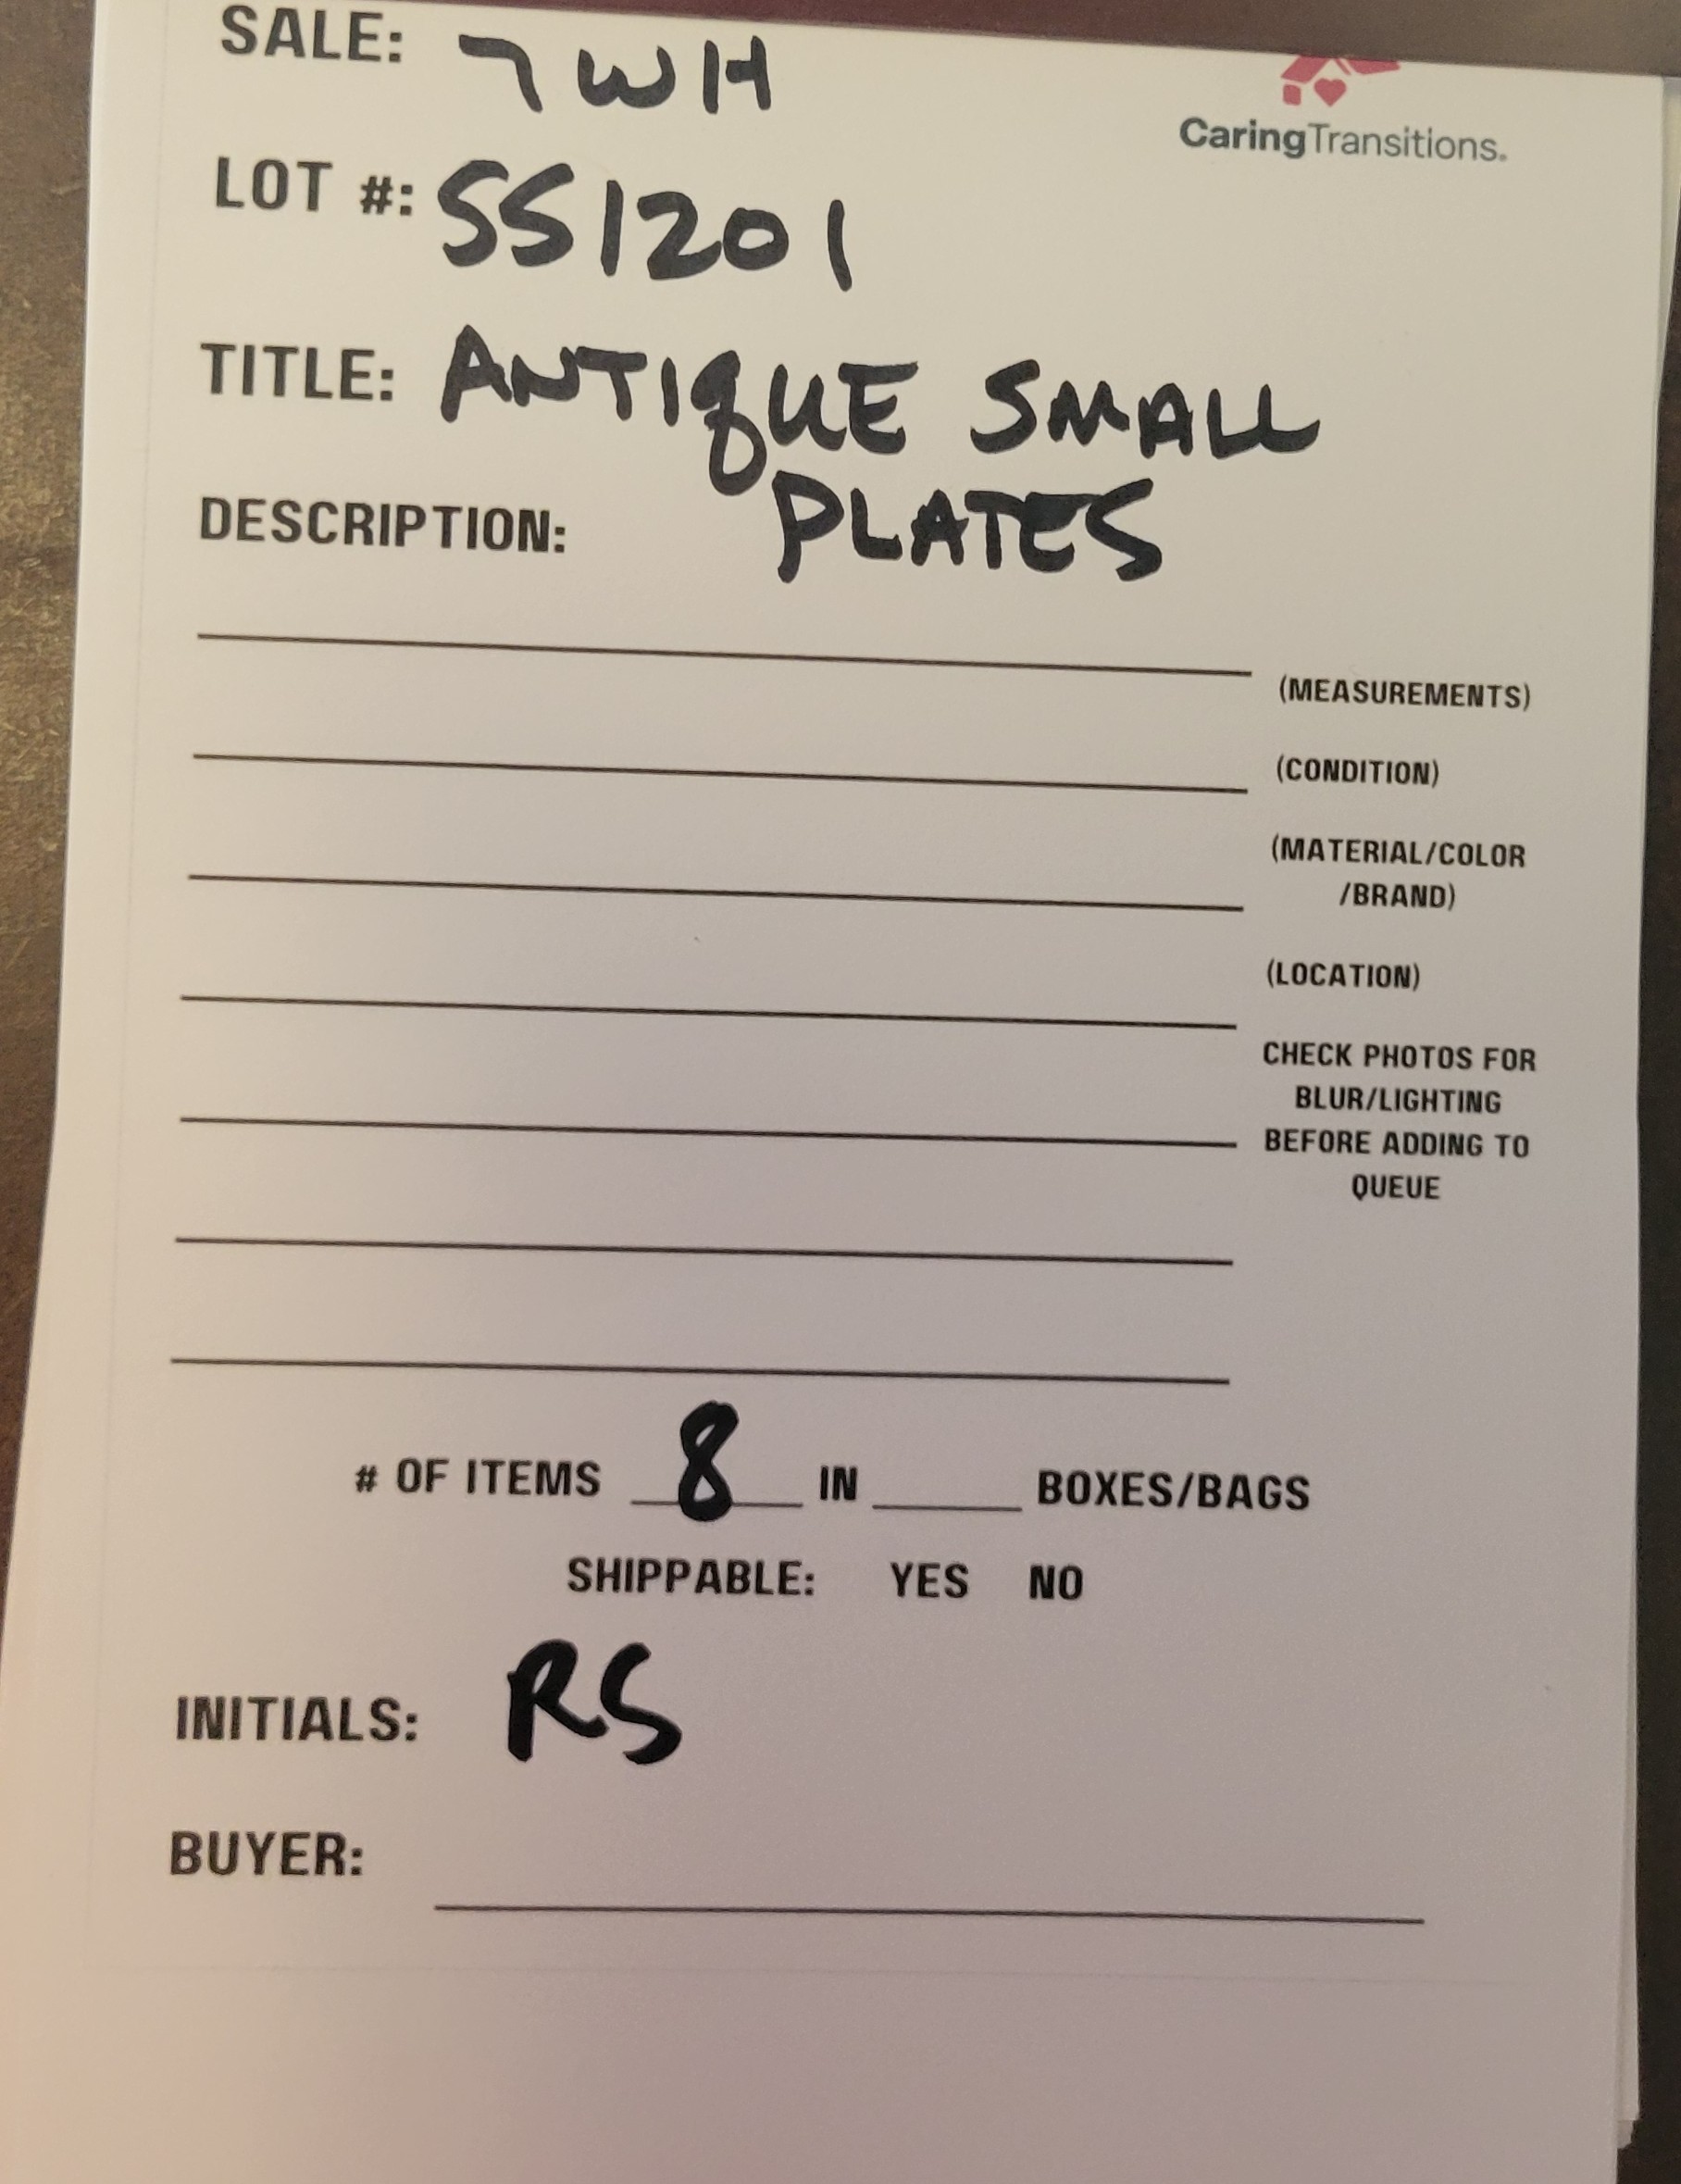 SALE: 7WH
CaringTransitions.
LOT #: SS1201
TITLE: ANTIQUE SMALL
PLATES
DESCRIPTION:
(MEASUREMENTS)
(CONDITION)
(MATERIAL/COLOR
/BRAND)
(LOCATION)
CHECK PHOTOS FOR
BLUR/LIGHTING
BEFORE ADDING TO
QUEUE
# OF ITEMS 8 IN BOXES/BAGS
SHIPPABLE: YES NO
INITIALS: RS
BUYER: